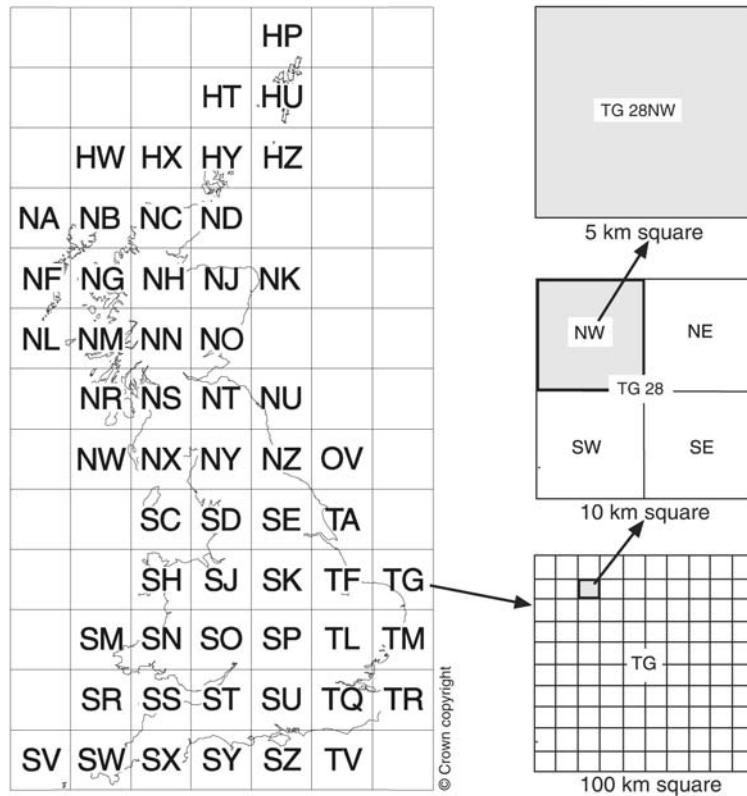 HP
HT HU
HW HX HY HZ
NA NB NC ND
NF NG NH NJ NK
NL NM NN NO
NR NS NT NU
NW NX NY NZ OV
SC SD SE TA
SH SJ SK TF TG
SM SN SO SP TL TM
SR SS ST SU TQ TR
SV SW SX SY SZ TV
© Crown copyright
TG 28NW
5 km square
NW NE
TG 28
SW SE
10 km square
TG
100 km square